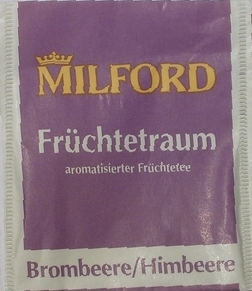 MILFORD
Früchtetraum
aromatisierter Früchtetee
Brombeere/Himbeere